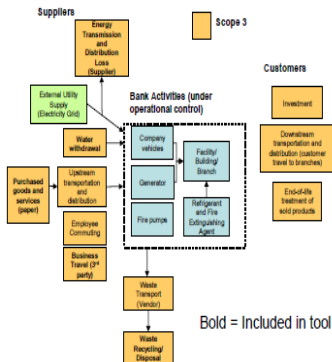 Suppliers
Scope 3
Energy
Transmission
and
Distribution
Loss
(Supplier)
External Utility
Supply
(Electricity Grid)
Bank Activities (under
operational control)
Customers
Water
withdrawal
Company
vehicles
Facility/
Building/
Branch
Investment
Purchased
goods and
services
(paper)
Upstream
transportation
and
distribution
Generator
Downstream
transportation and
distribution (customer
travel to branches)
Employee
Commuting
Fire pumps
Refrigerant
and Fire
Extinguishing
Agent
End-of-life
treatment of
sold products
Business
Travel (3rd
party)
Waste
Transport
(Vendor)
Waste
Recycling/
Disposal
Bold = Included in tool